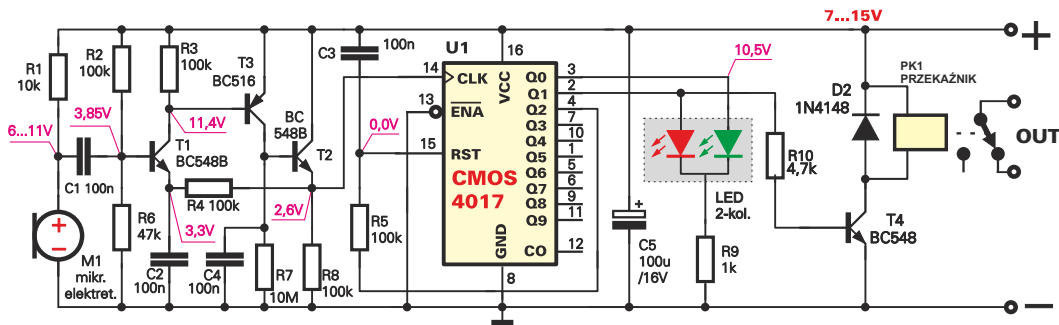 7...15V
R1
10k
R2
100k
R3
100k
T3
BC516
C3
100n
U1
16
VCC
14
CLK
13
ENA
15
RST
CMOS
4017
GND
8
Q0
Q1
Q2
Q3
Q4
Q5
Q6
Q7
Q8
Q9
CO
3
2
4
7
10
1
5
6
9
11
12
10,5V
6...11V
3,85V
11,4V
0,0V
BC
548B
T2
T1
BC548B
C1 100n
R4 100k
2,6V
3,3V
R6
47k
M1
mikr.
elektret.
C2
100n
C4
100n
R7
10M
R8
100k
R5
100k
+
C5
100u
/16V
LED
2-kol.
R9
1k
R10
4,7k
D2
1N4148
PK1
PRZEKAŹNIK
OUT
T4
BC548
+
−
+
−